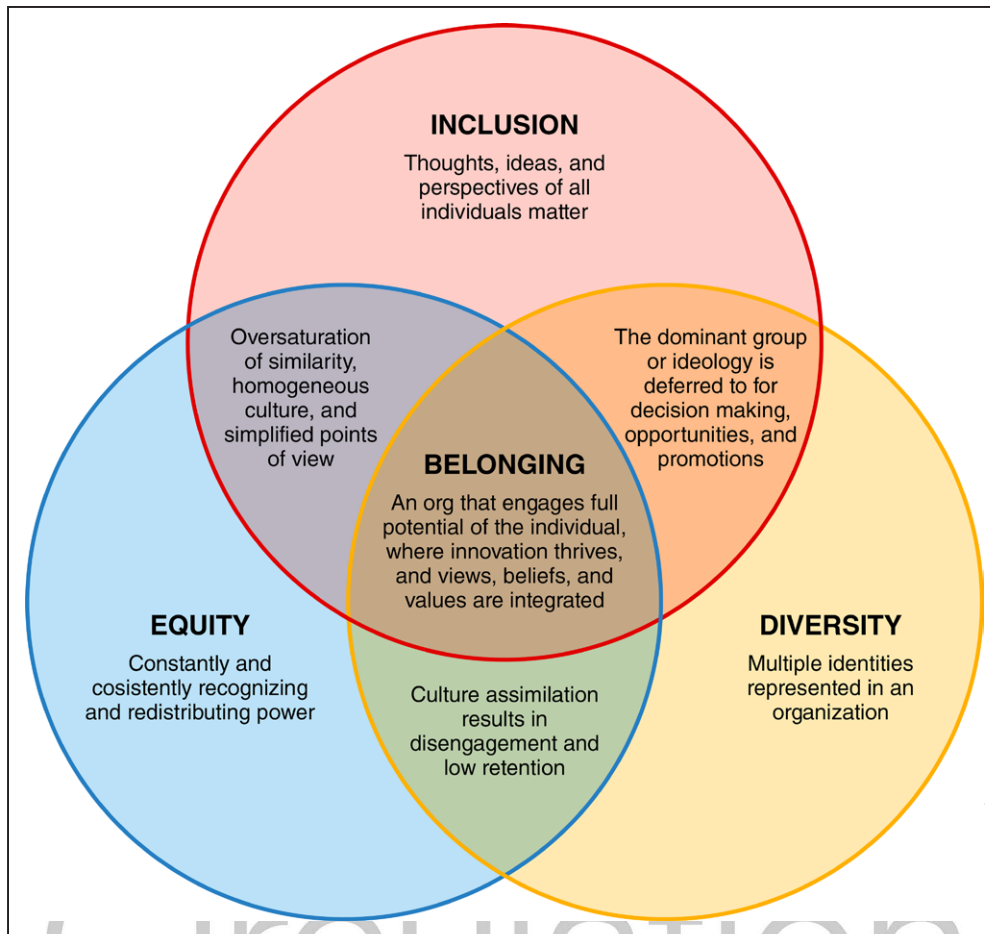 INCLUSION
Thoughts, ideas, and
perspectives of all
individuals matter
Oversaturation
of similarity,
homogeneous
culture, and
simplified points
of view
The dominant group
or ideology is
deferred to for
decision making,
opportunities, and
promotions
BELONGING
An org that engages full
potential of the individual,
where innovation thrives,
and views, beliefs, and
values are integrated
EQUITY
Constantly and
cosistently recognizing
and redistributing power
DIVERSITY
Multiple identities
represented in an
organization
Culture assimilation
results in
disengagement and
low retention